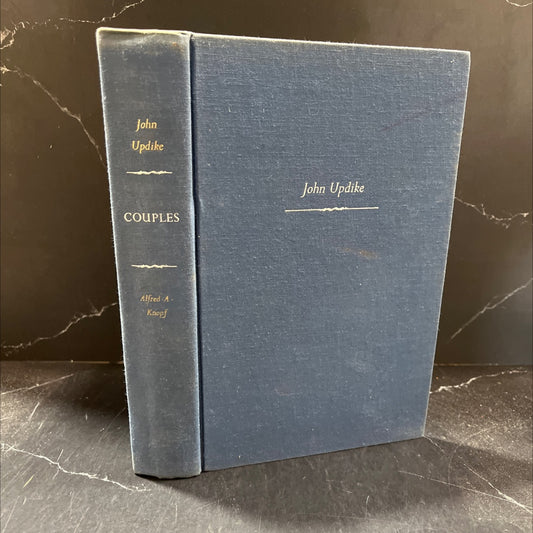 John
Updike
COUPLES
Alfred · A ·
Knopf
John Updike